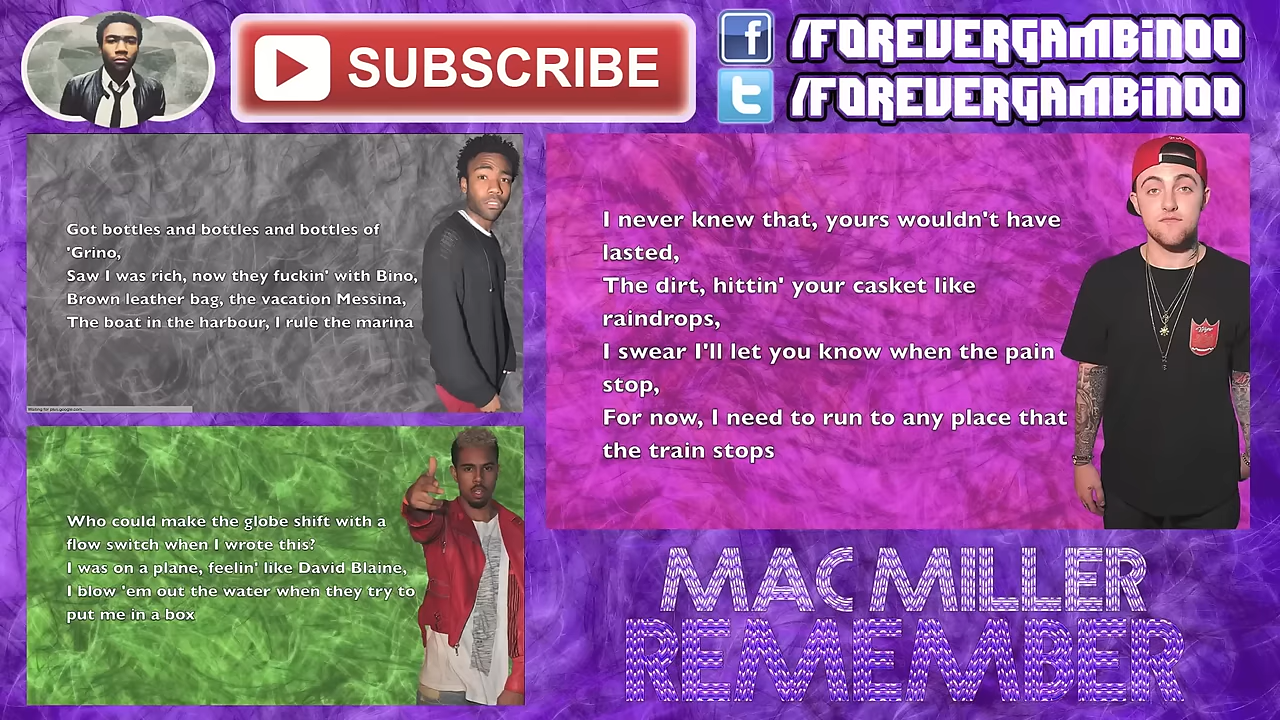 SUBSCRIBE
/FOREVERGAMBINOO
/FOREVERGAMBINOO
Got bottles and bottles and bottles of
'Grino,
Saw I was rich, now they fuckin' with Bino,
Brown leather bag, the vacation Messina,
The boat in the harbour, I rule the marina
Waiting for plus.google.com...
I never knew that, yours wouldn't have
lasted,
The dirt, hittin' your casket like
raindrops,
I swear I'll let you know when the pain
stop,
For now, I need to run to any place that
the train stops
Who could make the globe shift with a
flow switch when I wrote this?
I was on a plane, feelin' like David Blaine,
I blow 'em out the water when they try to
put me in a box
MAC MILLER
REMEMBER